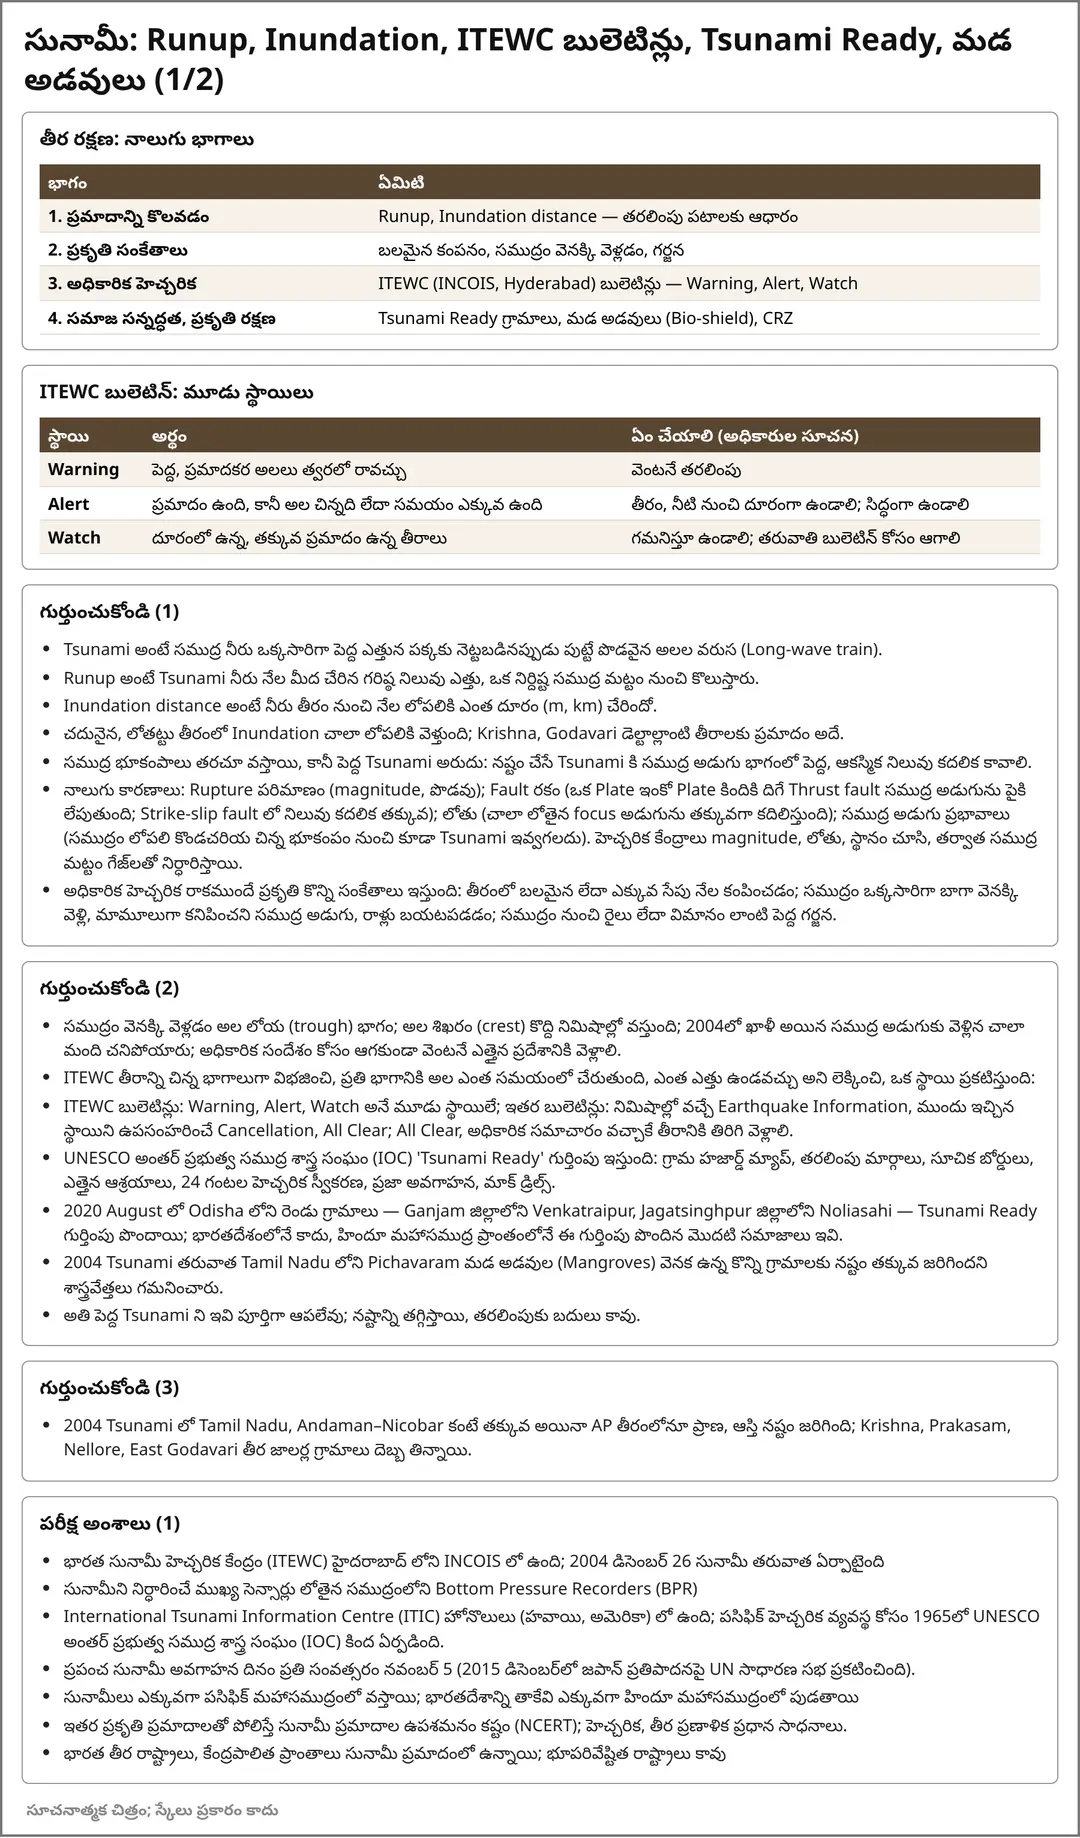 సునామీ: Runup, Inundation, ITEWC బులెటిన్లు, Tsunami Ready, మడ
అడవులు (1/2)
తీర రక్షణ: నాలుగు భాగాలు
భాగం ఏమిటి
1. ప్రమాదాన్ని కొలవడం Runup, Inundation distance — తరలింపు పటాలకు ఆధారం
2. ప్రకృతి సంకేతాలు బలమైన కంపనం, సముద్రం వెనక్కి వెళ్లడం, గర్జన
3. అధికారిక హెచ్చరిక ITEWC (INCOIS, Hyderabad) బులెటిన్లు — Warning, Alert, Watch
4. సమాజ సన్నద్ధత, ప్రకృతి రక్షణ Tsunami Ready గ్రామాలు, మడ అడవులు (Bio-shield), CRZ
ITEWC బులెటిన్: మూడు స్థాయిలు
స్థాయి అర్థం ఏం చేయాలి (అధికారుల సూచన)
Warning పెద్ద, ప్రమాదకర అలలు త్వరలో రావచ్చు వెంటనే తరలింపు
Alert ప్రమాదం ఉంది, కానీ అల చిన్నది లేదా సమయం ఎక్కువ ఉంది తీరం, నీటి నుంచి దూరంగా ఉండాలి; సిద్ధంగా ఉండాలి
Watch దూరంలో ఉన్న, తక్కువ ప్రమాదం ఉన్న తీరాలు గమనిస్తూ ఉండాలి; తరువాతి బులెటిన్ కోసం ఆగాలి
గుర్తుంచుకోండి (1)
• Tsunami అంటే సముద్ర నీరు ఒక్కసారిగా పెద్ద ఎత్తున పక్కకు నెట్టబడినప్పుడు పుట్టే పొడవైన అలల వరుస (Long-wave train).
• Runup అంటే Tsunami నీరు నేల మీద చేరిన గరిష్ఠ నిలువు ఎత్తు, ఒక నిర్దిష్ట సముద్ర మట్టం నుంచి కొలుస్తారు.
• Inundation distance అంటే నీరు తీరం నుంచి నేల లోపలికి ఎంత దూరం (m, km) చేరిందో.
• చదునైన, లోతట్టు తీరంలో Inundation చాలా లోపలికి వెళ్తుంది; Krishna, Godavari డెల్టాల్లాంటి తీరాలకు ప్రమాదం అదే.
• సముద్ర భూకంపాలు తరచూ వస్తాయి, కానీ పెద్ద Tsunami అరుదు: నష్టం చేసే Tsunami కి సముద్ర అడుగు భాగంలో పెద్ద, ఆకస్మిక నిలువు కదలిక కావాలి.
• నాలుగు కారణాలు: Rupture పరిమాణం (magnitude, పొడవు); Fault రకం (ఒక Plate ఇంకో Plate కిందికి దిగే Thrust fault సముద్ర అడుగును పైకి
లేపుతుంది; Strike-slip fault లో నిలువు కదలిక తక్కువ); లోతు (చాలా లోతైన focus అడుగును తక్కువగా కదిలిస్తుంది); సముద్ర అడుగు ప్రభావాలు
(సముద్రం లోపలి కొండచరియ చిన్న భూకంపం నుంచి కూడా Tsunami ఇవ్వగలదు). హెచ్చరిక కేంద్రాలు magnitude, లోతు, స్థానం చూసి, తర్వాత సముద్ర
మట్టం గేజ్‌లతో నిర్ధారిస్తాయి.
• అధికారిక హెచ్చరిక రాకముందే ప్రకృతి కొన్ని సంకేతాలు ఇస్తుంది: తీరంలో బలమైన లేదా ఎక్కువ సేపు నేల కంపించడం; సముద్రం ఒక్కసారిగా బాగా వెనక్కి
వెళ్లి, మామూలుగా కనిపించని సముద్ర అడుగు, రాళ్లు బయటపడడం; సముద్రం నుంచి రైలు లేదా విమానం లాంటి పెద్ద గర్జన.
గుర్తుంచుకోండి (2)
• సముద్రం వెనక్కి వెళ్లడం అల లోయ (trough) భాగం; అల శిఖరం (crest) కొద్ది నిమిషాల్లో వస్తుంది; 2004లో ఖాళీ అయిన సముద్ర అడుగుకు వెళ్లిన చాలా
మంది చనిపోయారు; అధికారిక సందేశం కోసం ఆగకుండా వెంటనే ఎత్తైన ప్రదేశానికి వెళ్లాలి.
• ITEWC తీరాన్ని చిన్న భాగాలుగా విభజించి, ప్రతి భాగానికి అల ఎంత సమయంలో చేరుతుంది, ఎంత ఎత్తు ఉండవచ్చు అని లెక్కించి, ఒక స్థాయి ప్రకటిస్తుంది:
• ITEWC బులెటిన్లు: Warning, Alert, Watch అనే మూడు స్థాయిలే; ఇతర బులెటిన్లు: నిమిషాల్లో వచ్చే Earthquake Information, ముందు ఇచ్చిన
స్థాయిని ఉపసంహరించే Cancellation, All Clear; All Clear, అధికారిక సమాచారం వచ్చాకే తీరానికి తిరిగి వెళ్లాలి.
• UNESCO అంతర్ ప్రభుత్వ సముద్ర శాస్త్ర సంఘం (IOC) 'Tsunami Ready' గుర్తింపు ఇస్తుంది: గ్రామ హజార్డ్ మ్యాప్, తరలింపు మార్గాలు, సూచిక బోర్డులు,
ఎత్తైన ఆశ్రయాలు, 24 గంటల హెచ్చరిక స్వీకరణ, ప్రజా అవగాహన, మాక్ డ్రిల్స్.
• 2020 August లో Odisha లోని రెండు గ్రామాలు — Ganjam జిల్లాలోని Venkatraipur, Jagatsinghpur జిల్లాలోని Noliasahi — Tsunami Ready
గుర్తింపు పొందాయి; భారతదేశంలోనే కాదు, హిందూ మహాసముద్ర ప్రాంతంలోనే ఈ గుర్తింపు పొందిన మొదటి సమాజాలు ఇవి.
• 2004 Tsunami తరువాత Tamil Nadu లోని Pichavaram మడ అడవుల (Mangroves) వెనక ఉన్న కొన్ని గ్రామాలకు నష్టం తక్కువ జరిగిందని
శాస్త్రవేత్తలు గమనించారు.
• అతి పెద్ద Tsunami ని ఇవి పూర్తిగా ఆపలేవు; నష్టాన్ని తగ్గిస్తాయి, తరలింపుకు బదులు కావు.
గుర్తుంచుకోండి (3)
• 2004 Tsunami లో Tamil Nadu, Andaman–Nicobar కంటే తక్కువ అయినా AP తీరంలోనూ ప్రాణ, ఆస్తి నష్టం జరిగింది; Krishna, Prakasam,
Nellore, East Godavari తీర జాలర్ల గ్రామాలు దెబ్బ తిన్నాయి.
పరీక్ష అంశాలు (1)
• భారత సునామీ హెచ్చరిక కేంద్రం (ITEWC) హైదరాబాద్ లోని INCOIS లో ఉంది; 2004 డిసెంబర్ 26 సునామీ తరువాత ఏర్పాటైంది
• సునామీని నిర్ధారించే ముఖ్య సెన్సార్లు లోతైన సముద్రంలోని Bottom Pressure Recorders (BPR)
• International Tsunami Information Centre (ITIC) హోనొలులు (హవాయి, అమెరికా) లో ఉంది; పసిఫిక్ హెచ్చరిక వ్యవస్థ కోసం 1965లో UNESCO
అంతర్ ప్రభుత్వ సముద్ర శాస్త్ర సంఘం (IOC) కింద ఏర్పడింది.
• ప్రపంచ సునామీ అవగాహన దినం ప్రతి సంవత్సరం నవంబర్ 5 (2015 డిసెంబర్‌లో జపాన్ ప్రతిపాదనపై UN సాధారణ సభ ప్రకటించింది).
• సునామీలు ఎక్కువగా పసిఫిక్ మహాసముద్రంలో వస్తాయి; భారతదేశాన్ని తాకేవి ఎక్కువగా హిందూ మహాసముద్రంలో పుడతాయి
• ఇతర ప్రకృతి ప్రమాదాలతో పోలిస్తే సునామీ ప్రమాదాల ఉపశమనం కష్టం (NCERT); హెచ్చరిక, తీర ప్రణాళిక ప్రధాన సాధనాలు.
• భారత తీర రాష్ట్రాలు, కేంద్రపాలిత ప్రాంతాలు సునామీ ప్రమాదంలో ఉన్నాయి; భూపరివేష్టిత రాష్ట్రాలు కావు
సూచనాత్మక చిత్రం; స్కేలు ప్రకారం కాదు